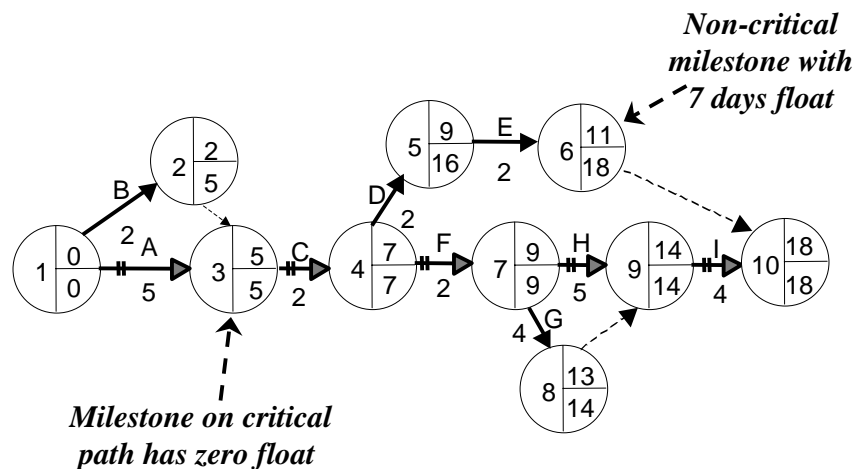 Non-critical
milestone with
7 days float
2 2 5
5 9 16
E
2
6 11 18
B
2
D
2
1 0 0
A
5
3 5 5
C
2
4 7 7
F
2
7 9 9
H
5
9 14 14
I
4
10 18 18
G
4
8 13 14
Milestone on critical
path has zero float